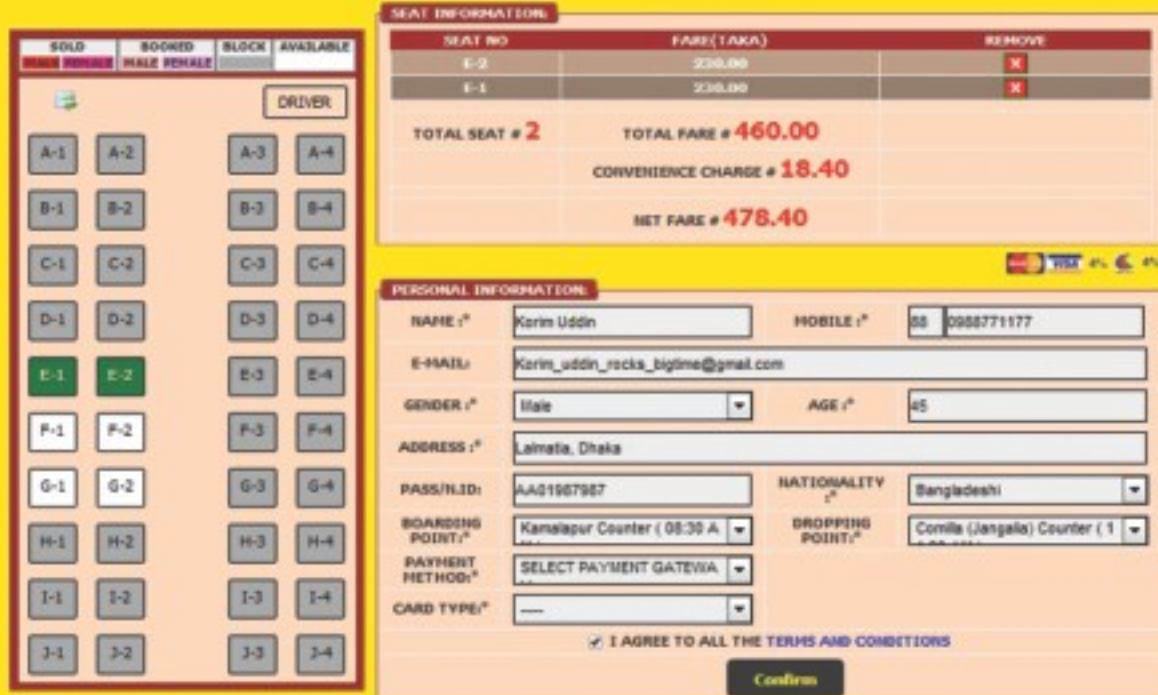 SOLD BOOKED BLOCK AVAILABLE
MALE FEMALE MALE FEMALE
DRIVER
A-1 A-2 A-3 A-4
B-1 B-2 B-3 B-4
C-1 C-2 C-3 C-4
D-1 D-2 D-3 D-4
E-1 E-2 E-3 E-4
F-1 F-2 F-3 F-4
G-1 G-2 G-3 G-4
H-1 H-2 H-3 H-4
I-1 I-2 I-3 I-4
J-1 J-2 J-3 J-4
SEAT INFORMATION:
SEAT NO FARE(TAKA) REMOVE
E-2 230.00 X
E-1 230.00 X
TOTAL SEAT # 2 TOTAL FARE # 460.00
CONVENIENCE CHARGE # 18.40
NET FARE # 478.40
VISA 4% 4%
PERSONAL INFORMATION:
NAME :* Korim Uddin MOBILE :* 88 0988771177
E-MAIL: Korim_uddin_rocks_bigtime@gmail.com
GENDER :* Male AGE :* 45
ADDRESS :* Lalmatia, Dhaka
PASS/N.ID: AA01987987 NATIONALITY :* Bangladeshi
BOARDING POINT:* Kamalapur Counter ( 08:30 A DROPPING POINT:* Comilla (Jangalia) Counter ( 1
PAYMENT METHOD:* SELECT PAYMENT GATEWA
CARD TYPE:* ----
I AGREE TO ALL THE TERMS AND CONDITIONS
Confirm